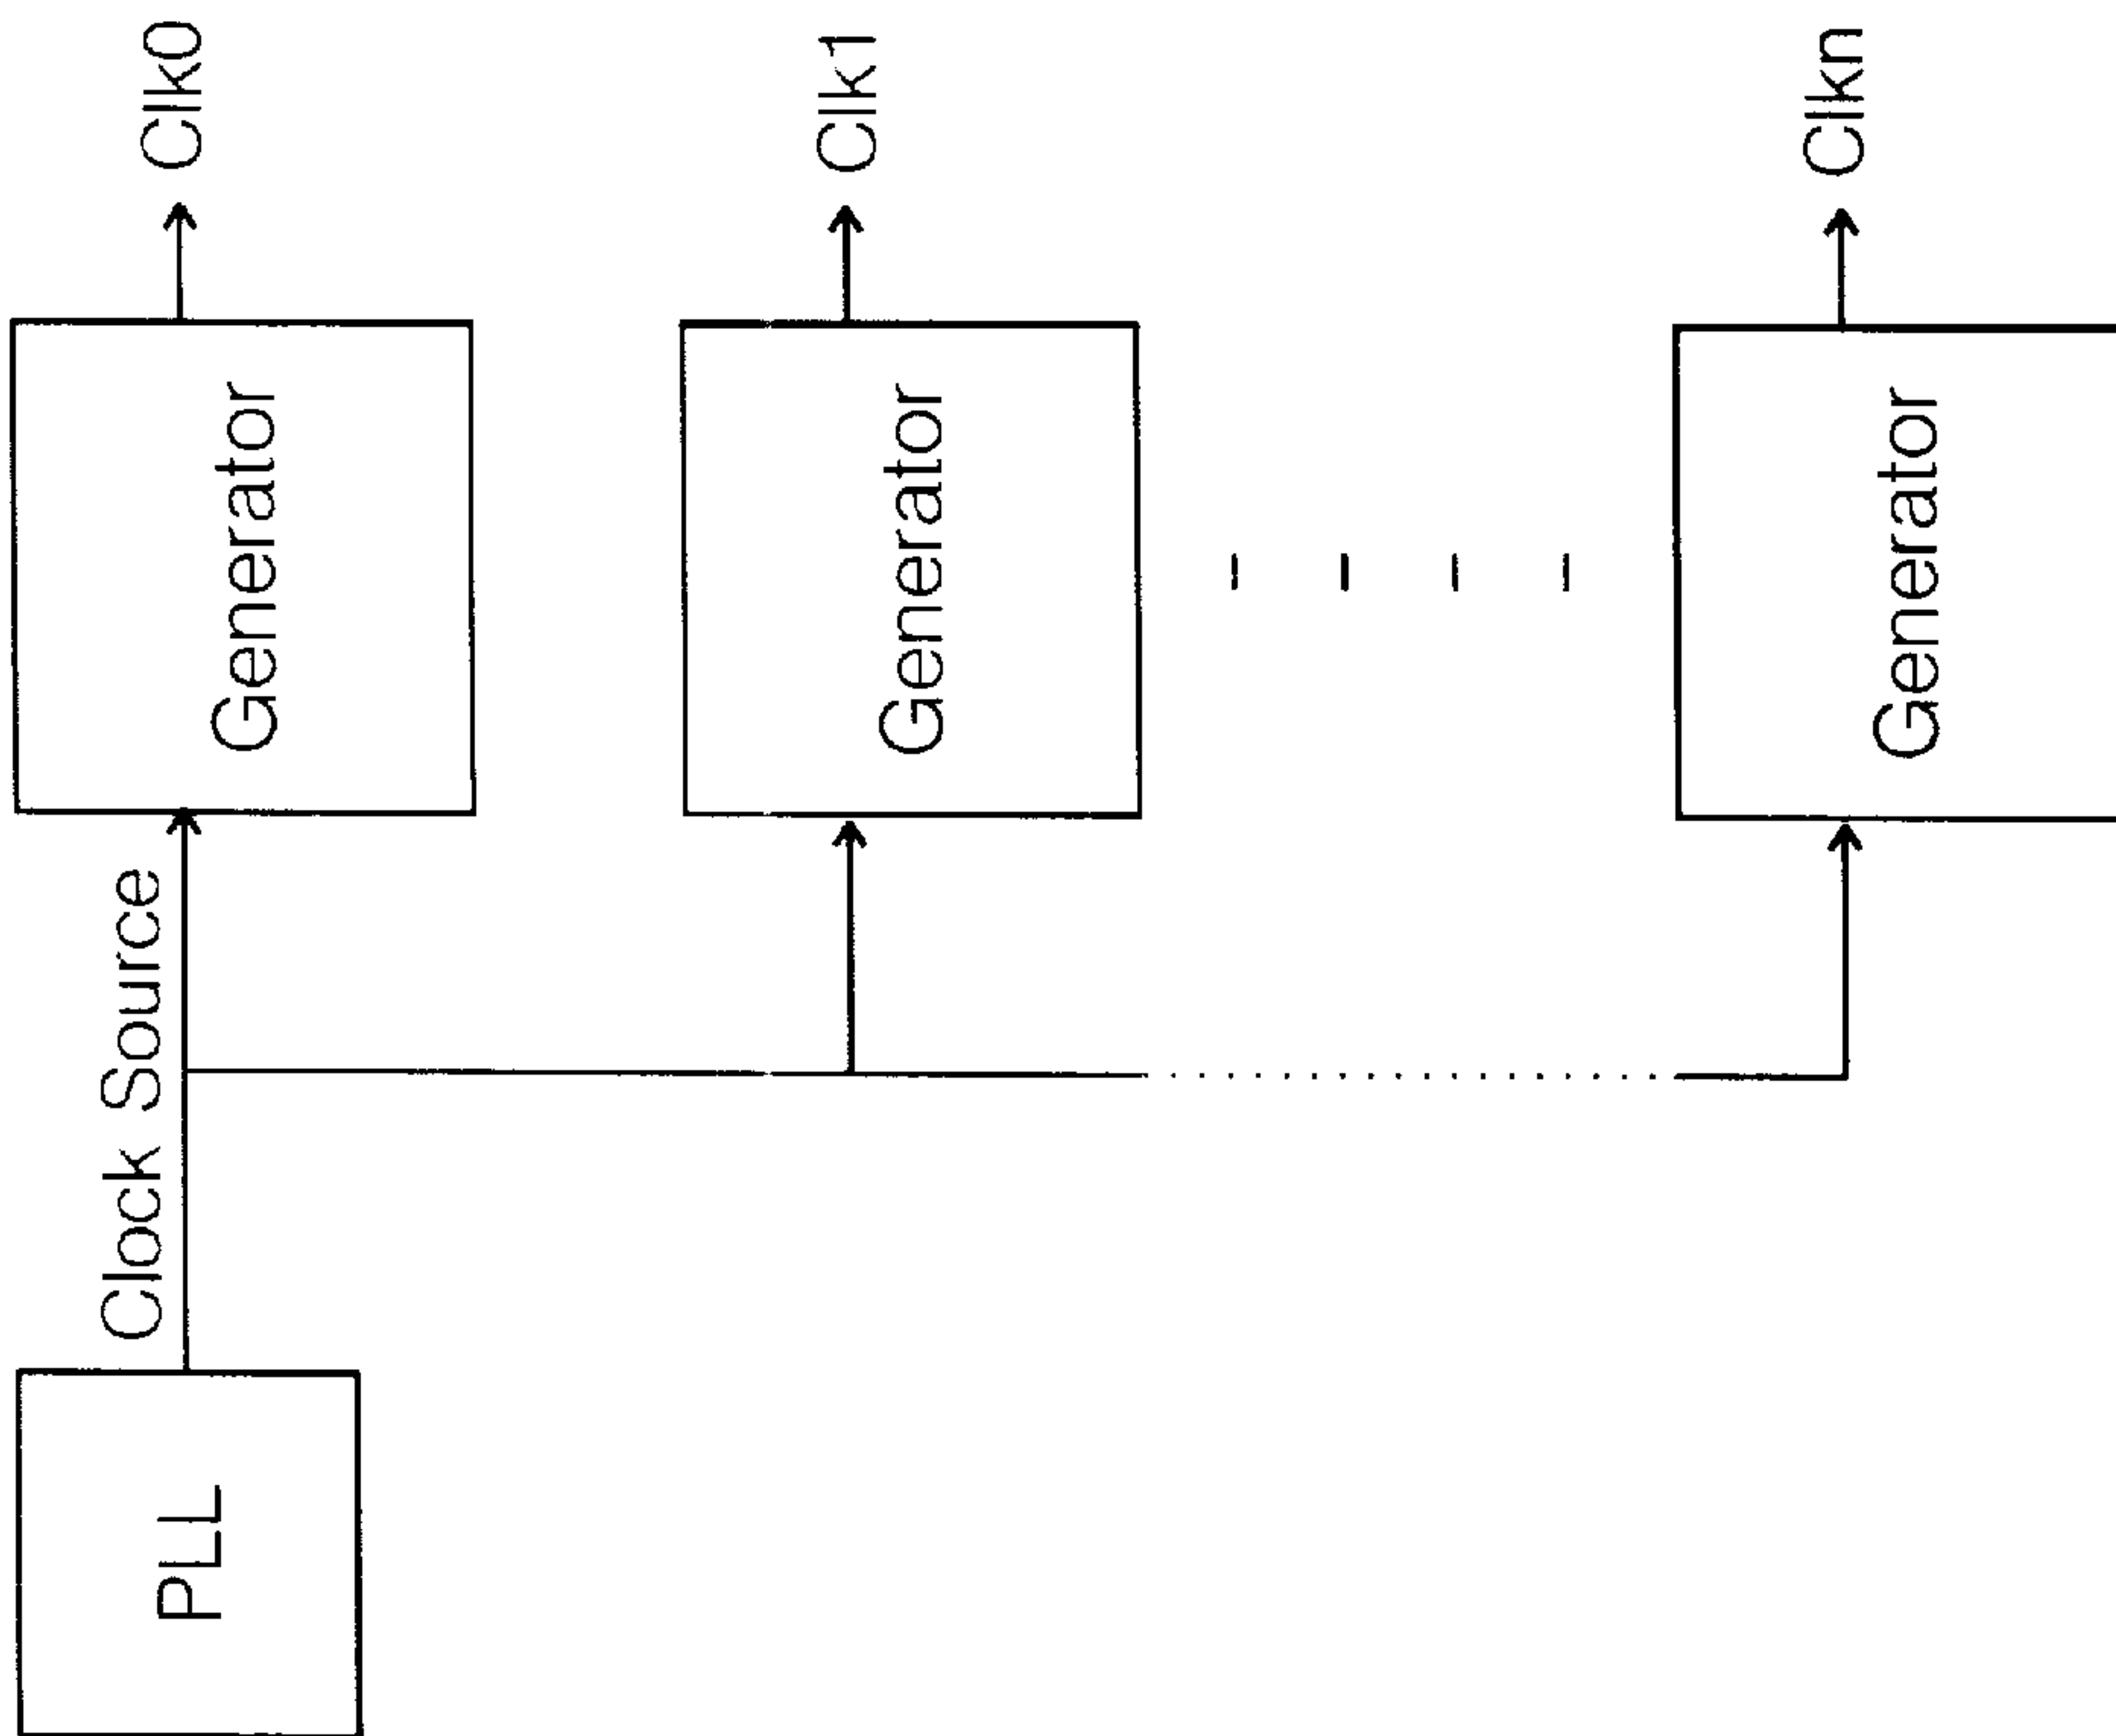 PLL
Clock Source
Generator
Clk0
Generator
Clk1
Generator
Clkn